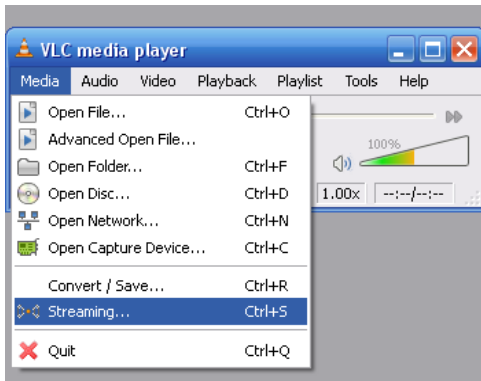 VLC media player
Media Audio Video Playback Playlist Tools Help
Open File... Ctrl+O
Advanced Open File...
100%
Open Folder... Ctrl+F
Open Disc... Ctrl+D
1.00x --:--/--:--
Open Network... Ctrl+N
Open Capture Device... Ctrl+C
Convert / Save... Ctrl+R
Streaming... Ctrl+S
Quit Ctrl+Q